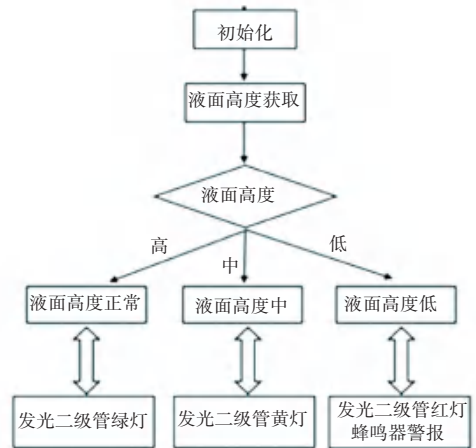 初始化
液面高度获取
液面高度
高
中
低
液面高度正常
液面高度中
液面高度低
发光二级管绿灯
发光二级管黄灯
发光二级管红灯
蜂鸣器警报